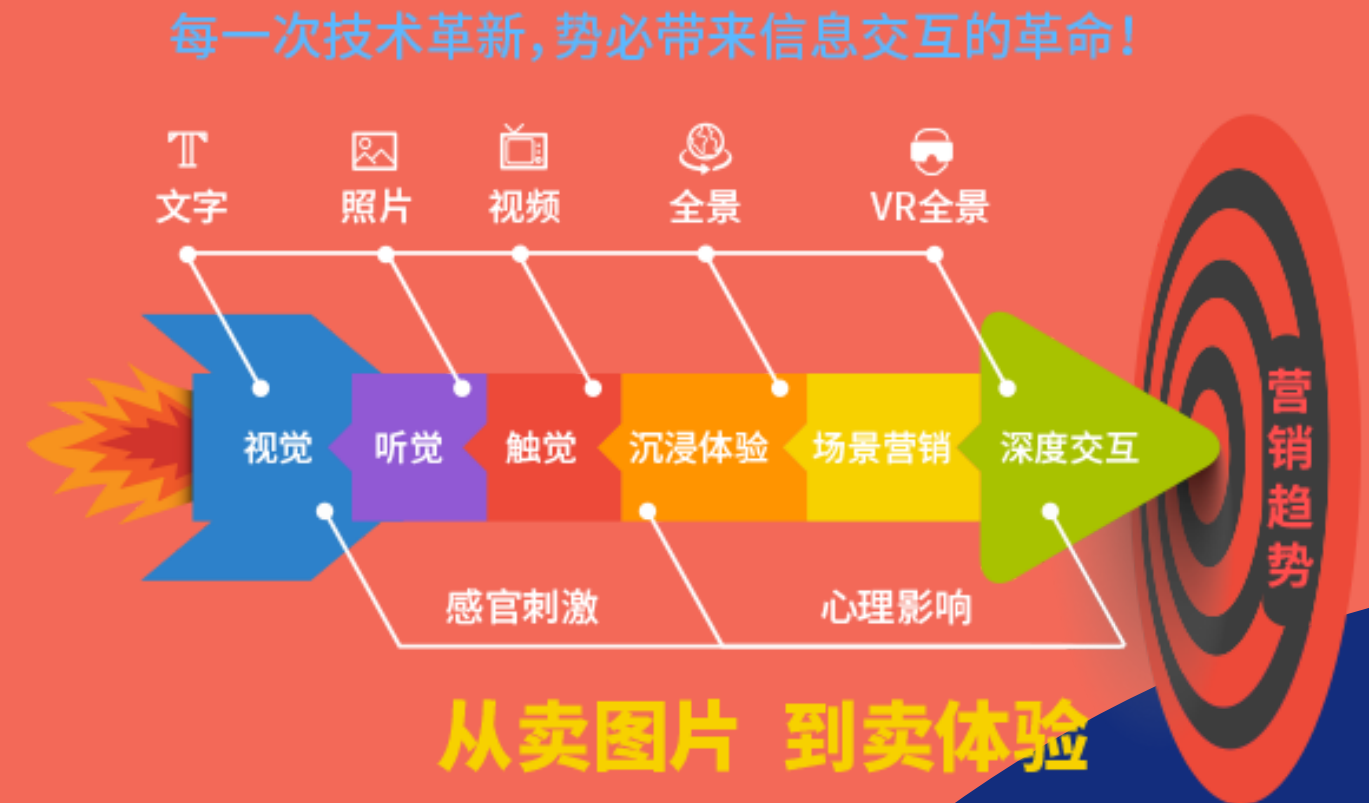 每一次技术革新,势必带来信息交互的革命!
文字 照片 视频 全景 VR全景
视觉 听觉 触觉 沉浸体验 场景营销 深度交互
营销趋势
感官刺激 心理影响
从卖图片 到卖体验